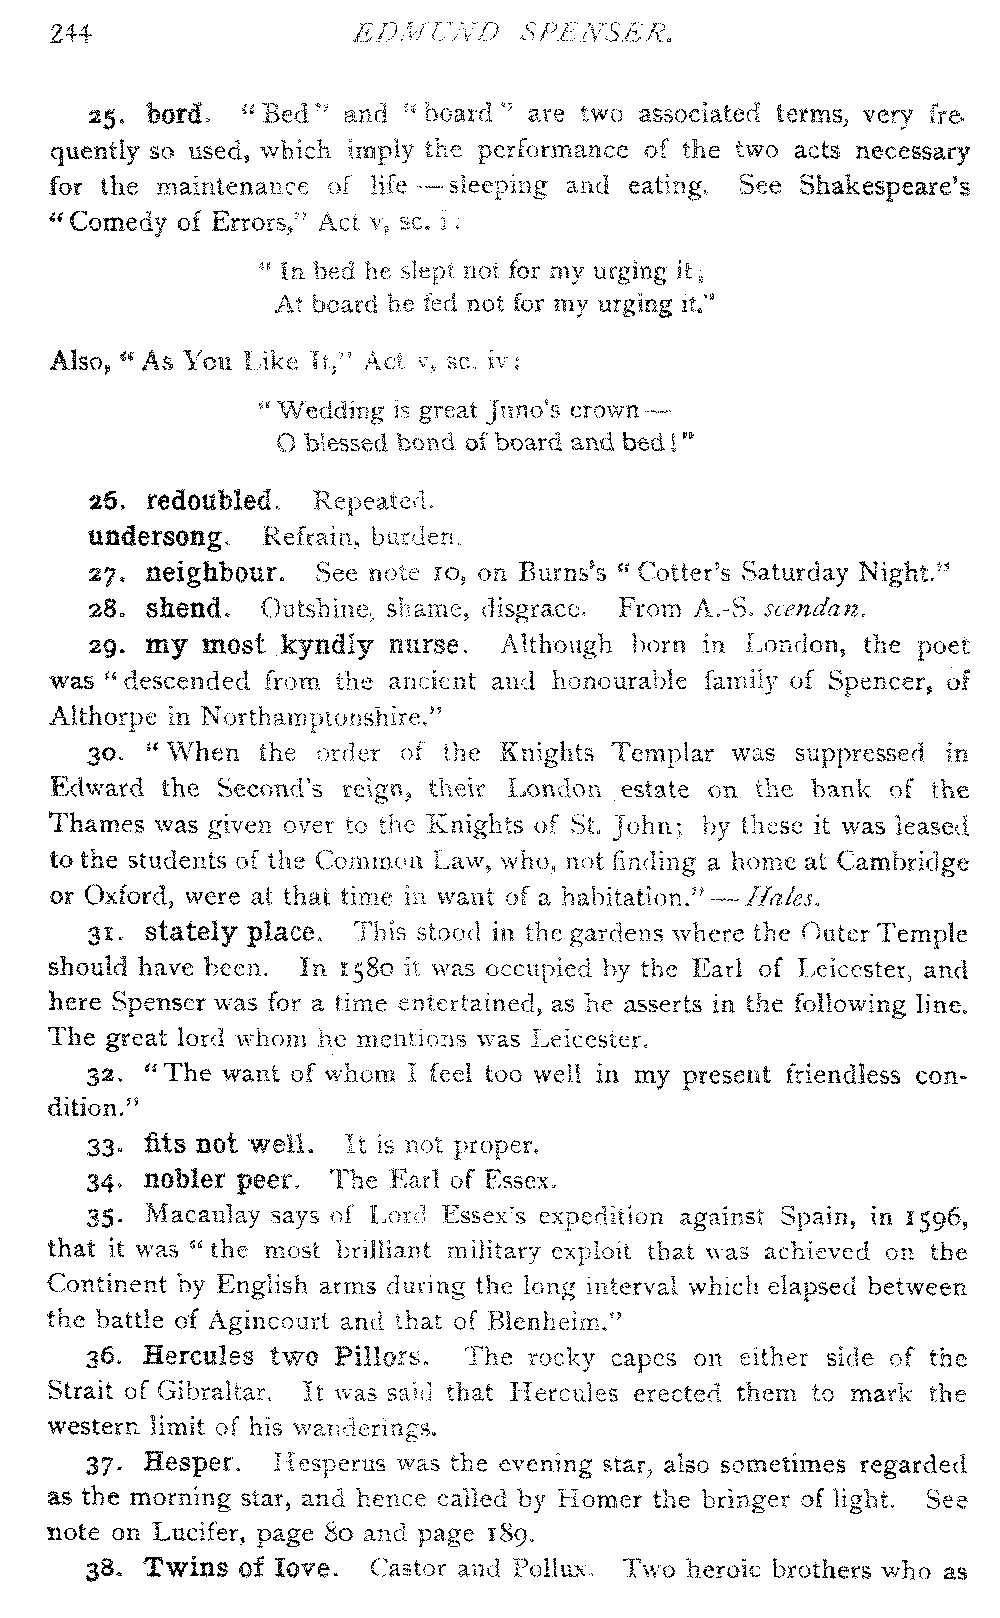 244 EDMUND SPENSER.
25. bord. “Bed” and “board” are two associated terms, very fre-
quently so used, which imply the performance of the two acts necessary
for the maintenance of life — sleeping and eating. See Shakespeare's
“Comedy of Errors,” Act v, sc. i:
“In bed he slept not for my urging it;
At board he fed not for my urging it.”
Also, “As You Like It,” Act v, sc. iv:
“Wedding is great Juno's crown —
O blessed bond of board and bed!”
26. redoubled. Repeated.
undersong. Refrain, burden.
27. neighbour. See note 10, on Burns's “Cotter's Saturday Night.”
28. shend. Outshine, shame, disgrace. From A.-S. scendan.
29. my most kyndly nurse. Although born in London, the poet
was “descended from the ancient and honourable family of Spencer, of
Althorpe in Northamptonshire.”
30. “When the order of the Knights Templar was suppressed in
Edward the Second's reign, their London estate on the bank of the
Thames was given over to the Knights of St. John; by these it was leased
to the students of the Common Law, who, not finding a home at Cambridge
or Oxford, were at that time in want of a habitation.” — Hales.
31. stately place. This stood in the gardens where the Outer Temple
should have been. In 1580 it was occupied by the Earl of Leicester, and
here Spenser was for a time entertained, as he asserts in the following line.
The great lord whom he mentions was Leicester.
32. “The want of whom I feel too well in my present friendless con-
dition.”
33. fits not well. It is not proper.
34. nobler peer. The Earl of Essex.
35. Macaulay says of Lord Essex's expedition against Spain, in 1596,
that it was “the most brilliant military exploit that was achieved on the
Continent by English arms during the long interval which elapsed between
the battle of Agincourt and that of Blenheim.”
36. Hercules two Pillors. The rocky capes on either side of the
Strait of Gibraltar. It was said that Hercules erected them to mark the
western limit of his wanderings.
37. Hesper. Hesperus was the evening star, also sometimes regarded
as the morning star, and hence called by Homer the bringer of light. See
note on Lucifer, page 80 and page 189.
38. Twins of Iove. Castor and Pollux. Two heroic brothers who as